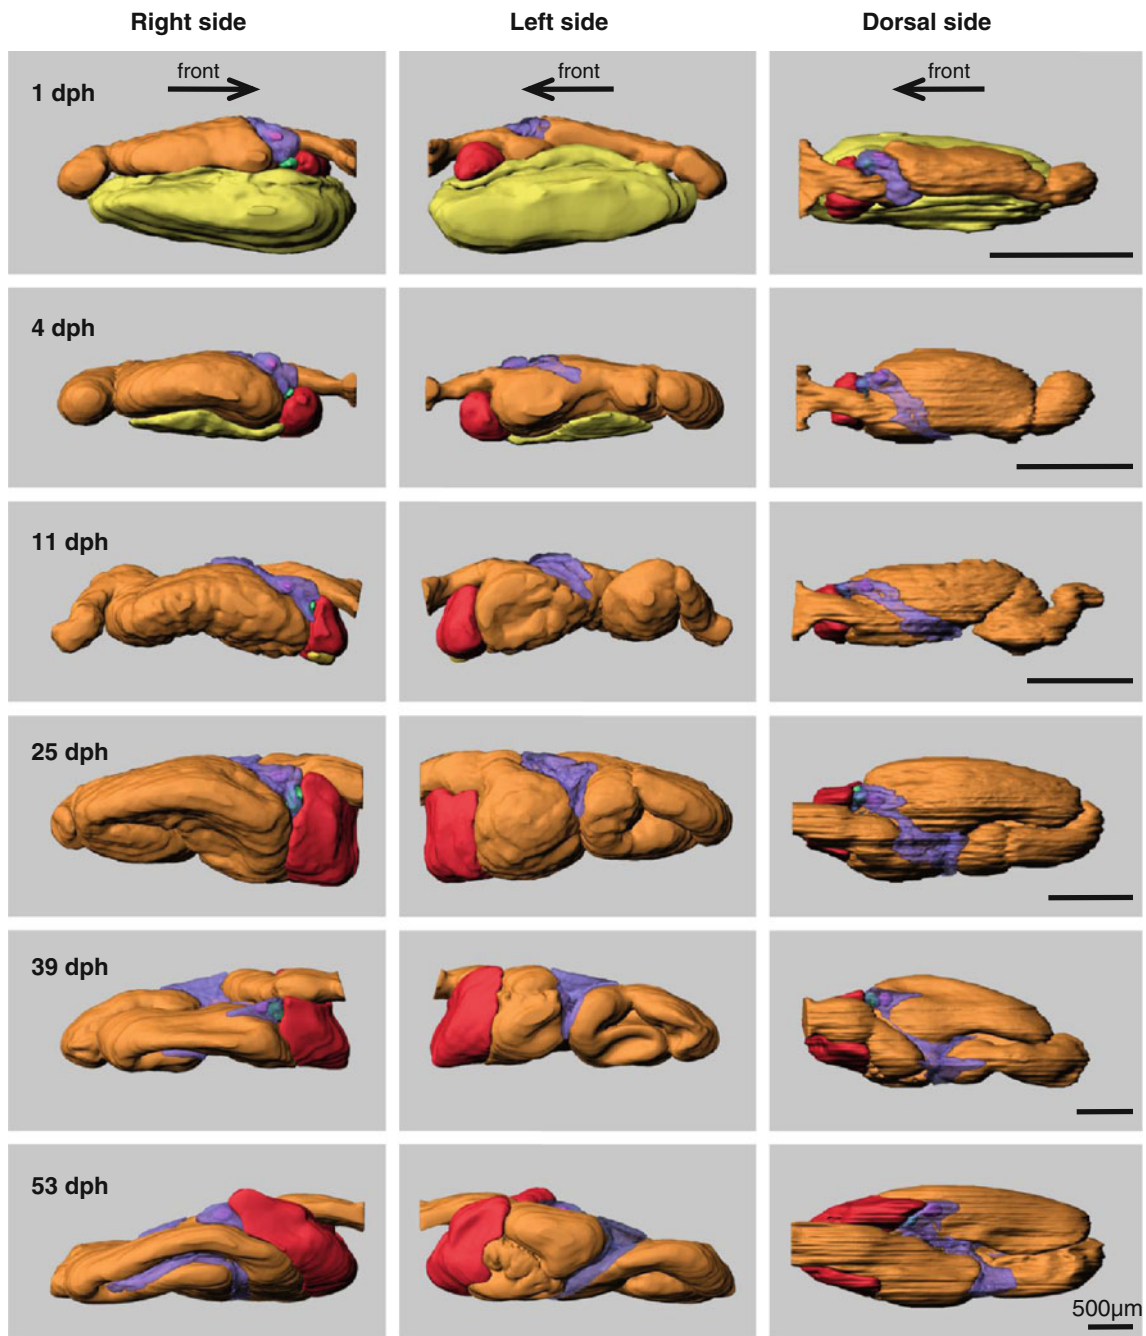 Right side
Left side
Dorsal side
1 dph
front
front
front
4 dph
11 dph
25 dph
39 dph
53 dph
500µm